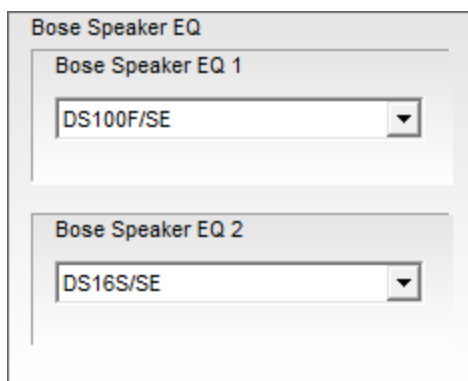 Bose Speaker EQ
Bose Speaker EQ 1
DS100F/SE
Bose Speaker EQ 2
DS16S/SE